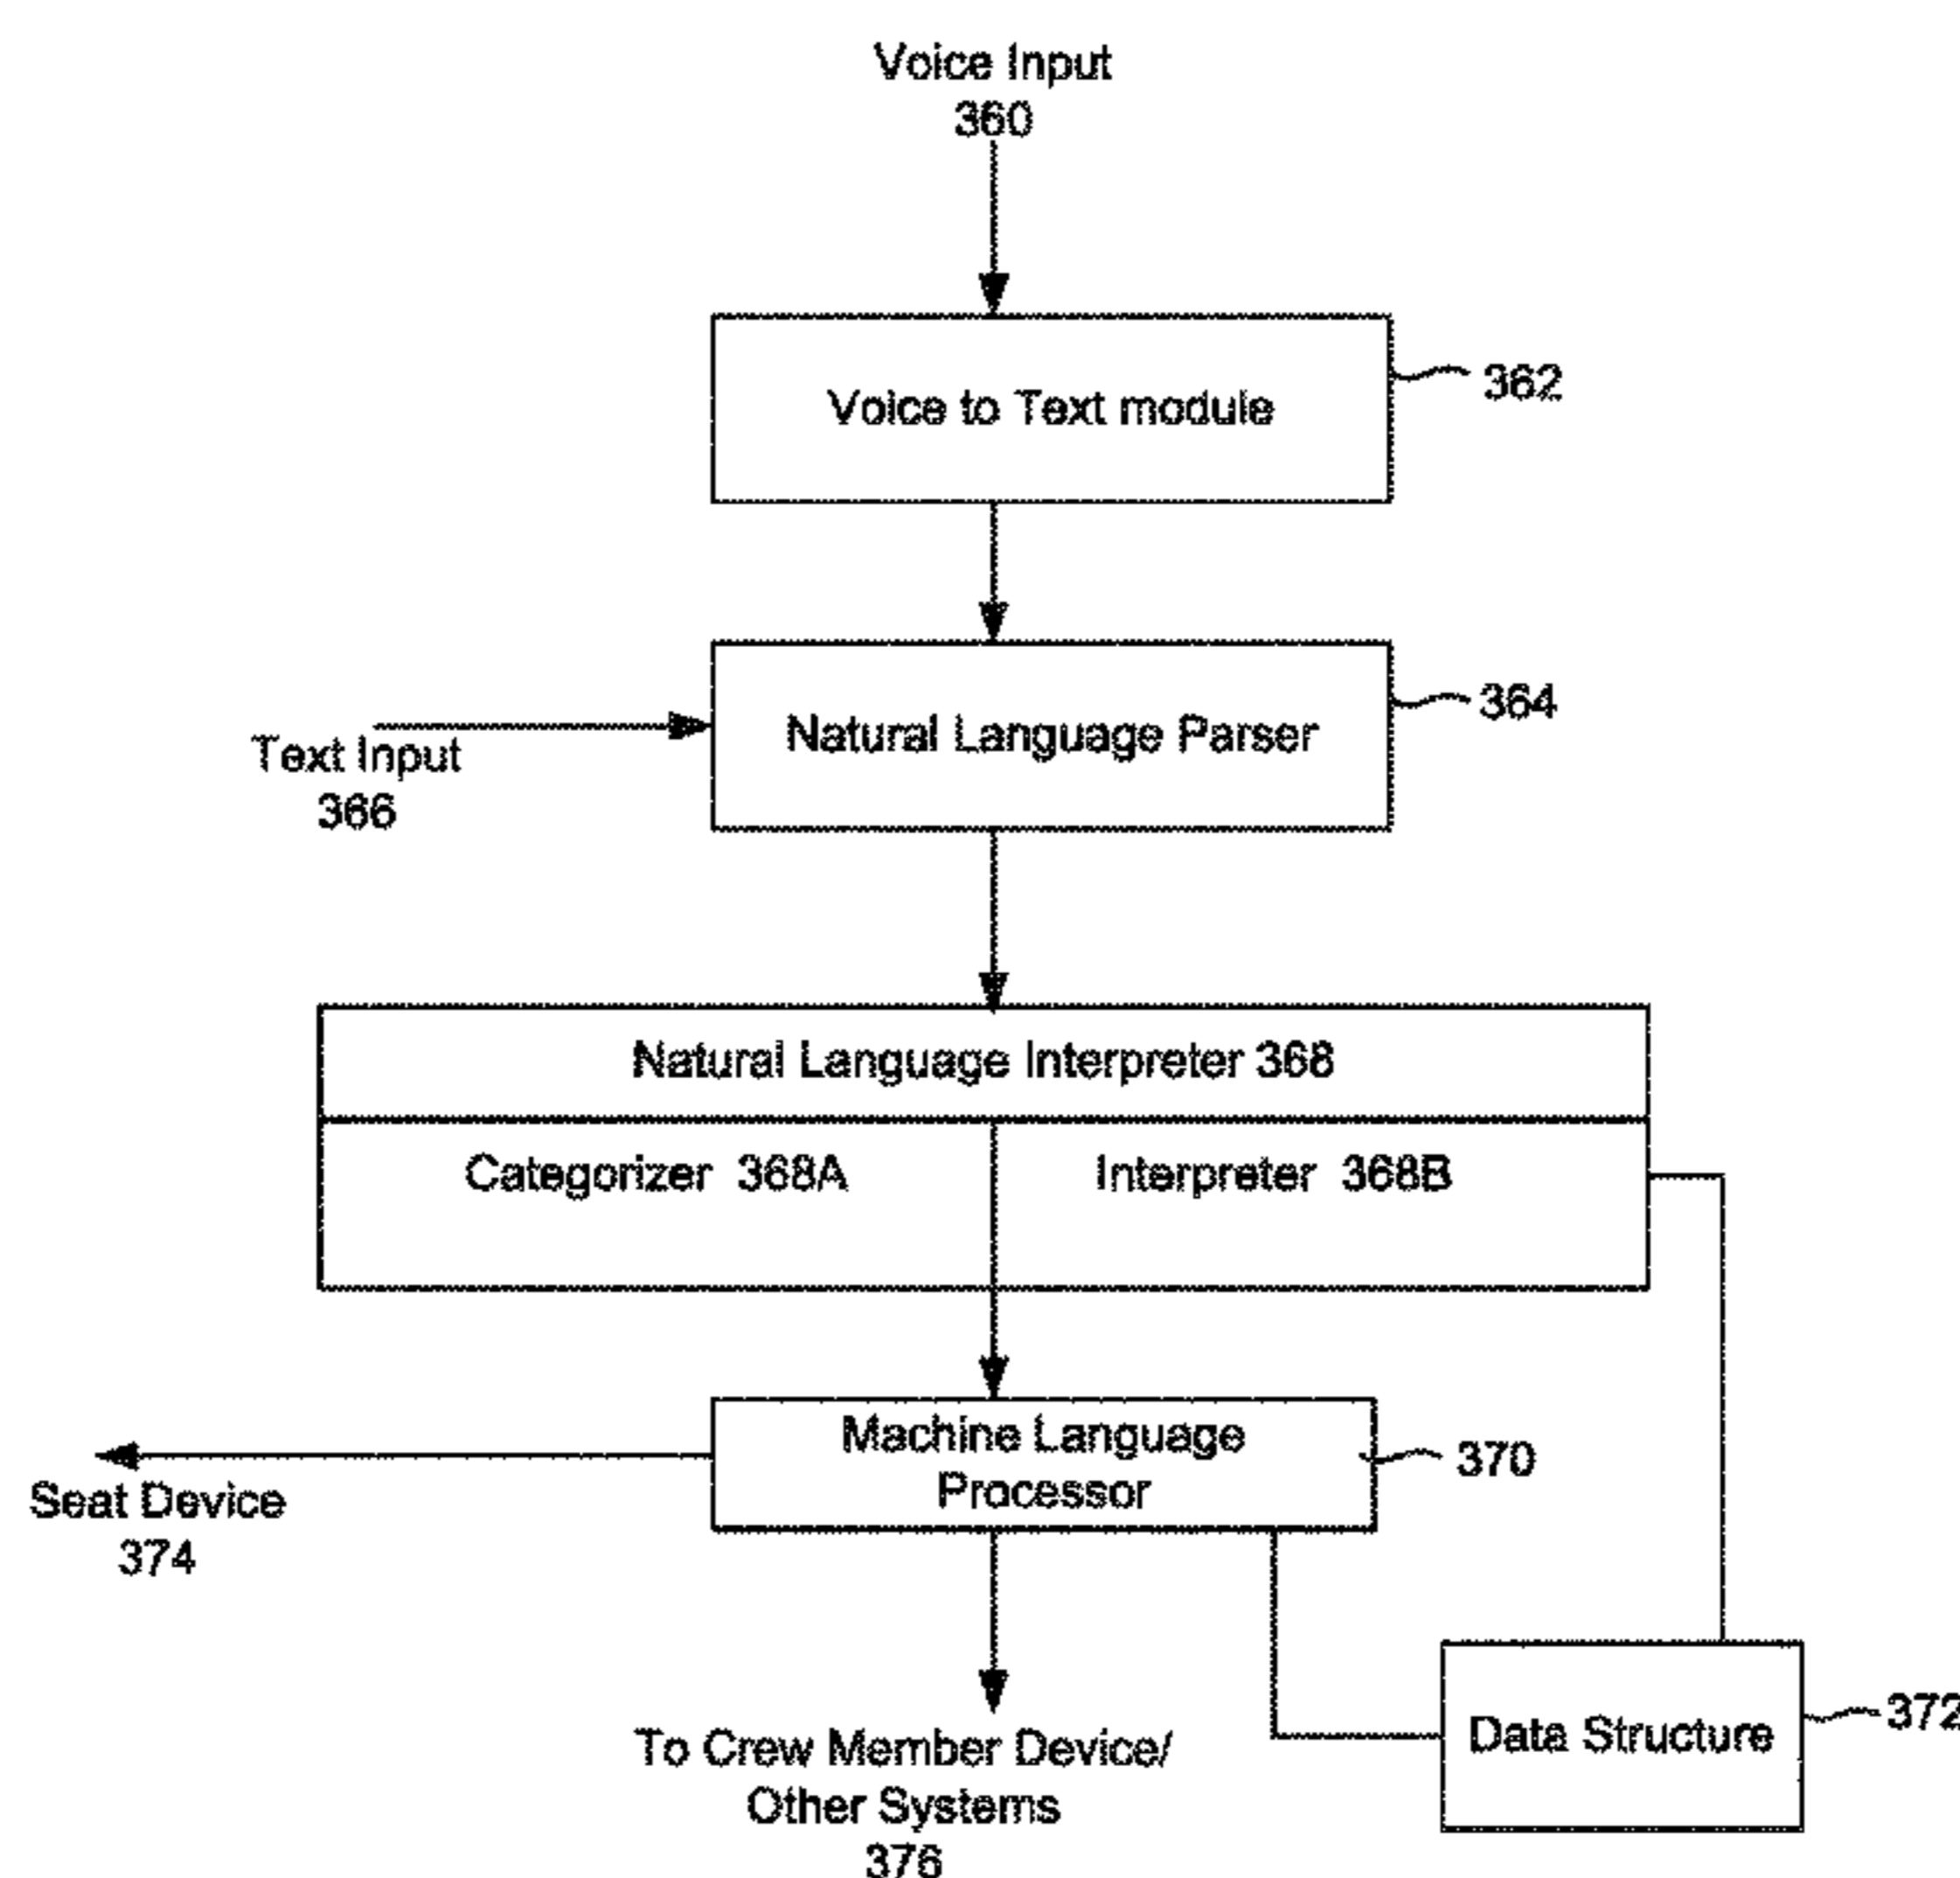 Voice Input
360
Voice to Text module
362
Natural Language Parser
364
Text Input
366
Natural Language Interpreter 368
Categorizer 368A
Interpreter 368B
Machine Language
Processor
370
Seat Device
374
To Crew Member Device/
Other Systems
376
Data Structure
372